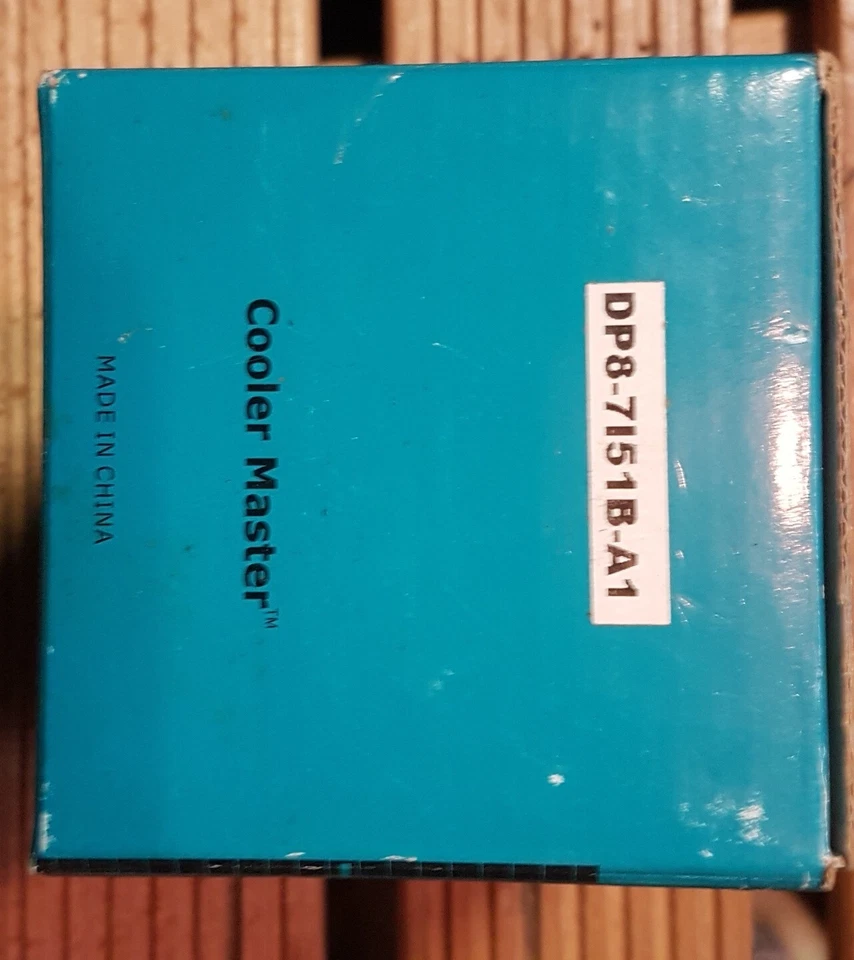 DP8-7I51B-A1
Cooler Master™
MADE IN CHINA